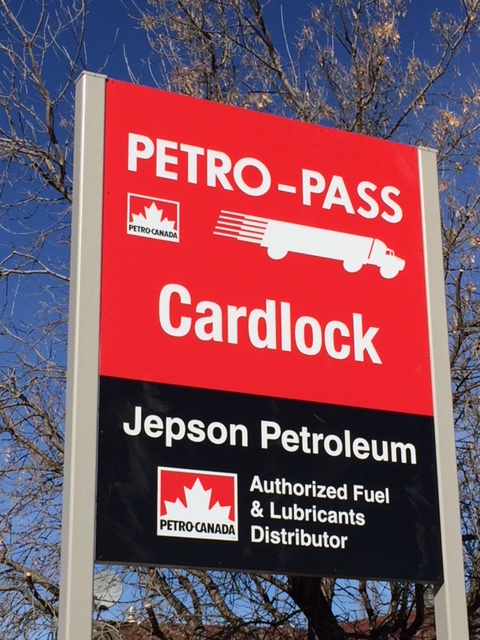 PETRO-PASS
PETRO-CANADA
Cardlock
Jepson Petroleum
PETRO-CANADA
Authorized Fuel
& Lubricants
Distributor